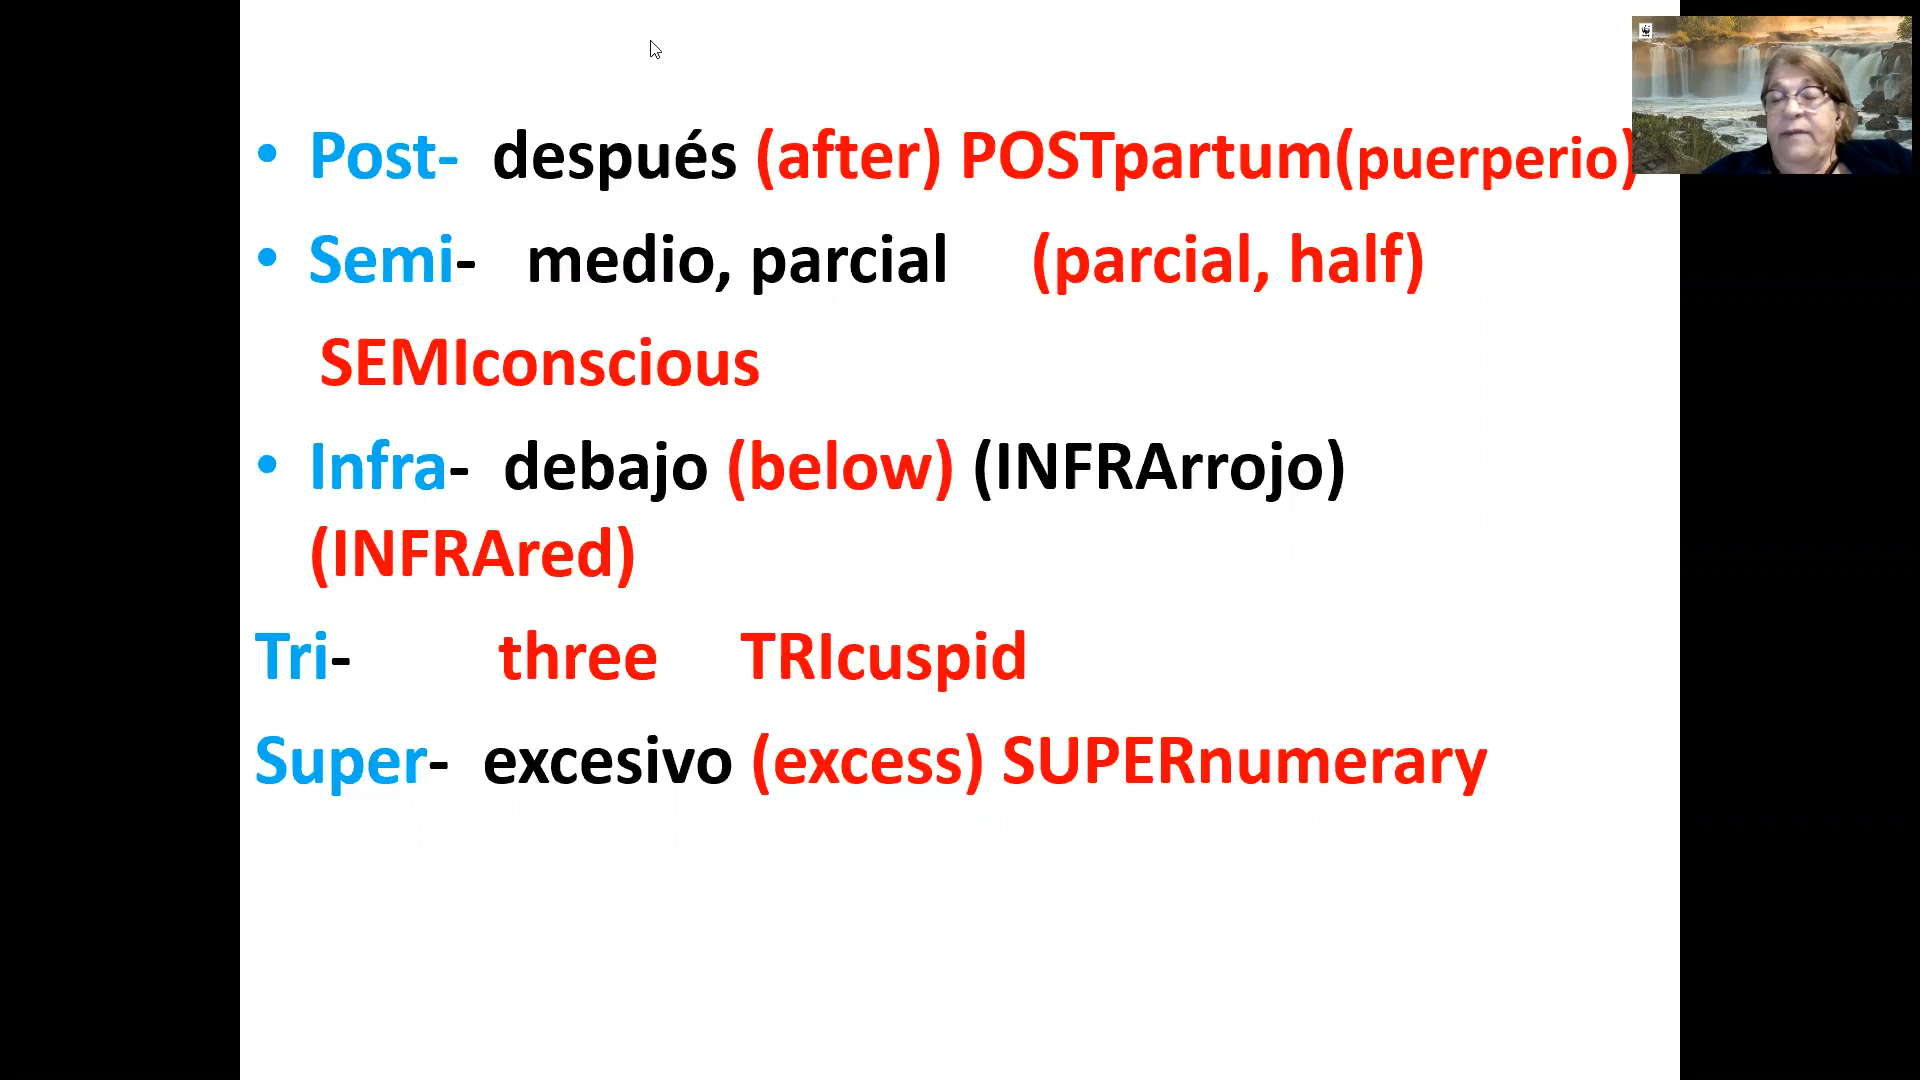 • Post- después (after) POSTpartum(puerperio)
• Semi- medio, parcial (parcial, half)
SEMIconscious
• Infra- debajo (below) (INFRArrojo)
(INFRAred)
Tri- three TRIcuspid
Super- excesivo (excess) SUPERnumerary